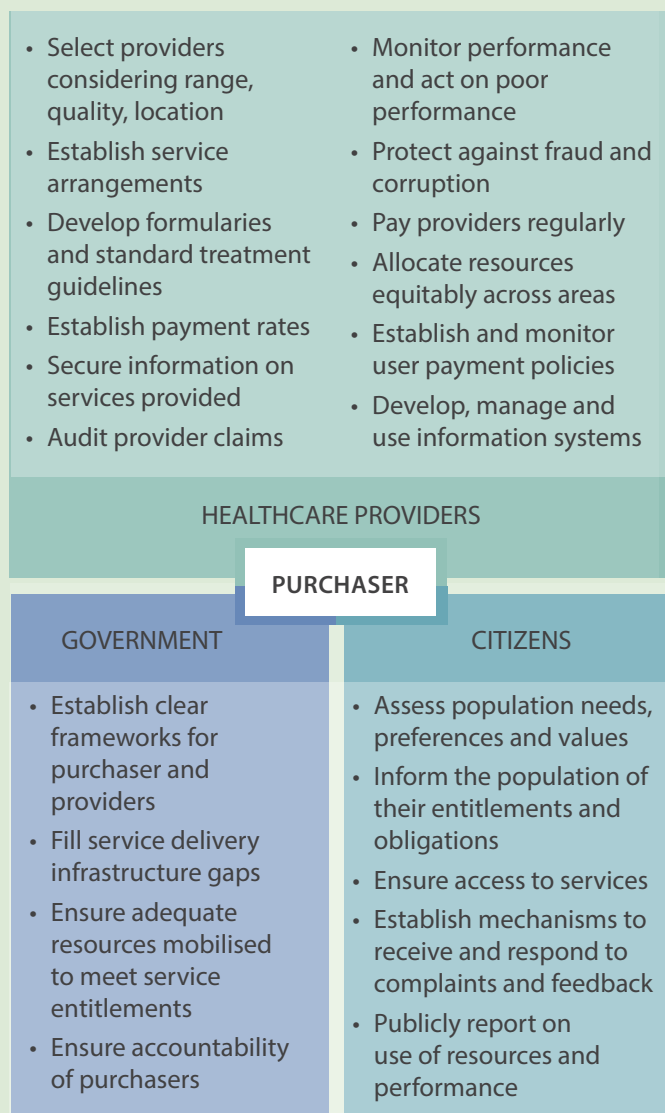 • Select providers
considering range,
quality, location
• Establish service
arrangements
• Develop formularies
and standard treatment
guidelines
• Establish payment rates
• Secure information on
services provided
• Audit provider claims
• Monitor performance
and act on poor
performance
• Protect against fraud and
corruption
• Pay providers regularly
• Allocate resources
equitably across areas
• Establish and monitor
user payment policies
• Develop, manage and
use information systems
HEALTHCARE PROVIDERS
PURCHASER
GOVERNMENT
• Establish clear
frameworks for
purchaser and
providers
• Fill service delivery
infrastructure gaps
• Ensure adequate
resources mobilised
to meet service
entitlements
• Ensure accountability
of purchasers
CITIZENS
• Assess population needs,
preferences and values
• Inform the population of
their entitlements and
obligations
• Ensure access to services
• Establish mechanisms to
receive and respond to
complaints and feedback
• Publicly report on
use of resources and
performance